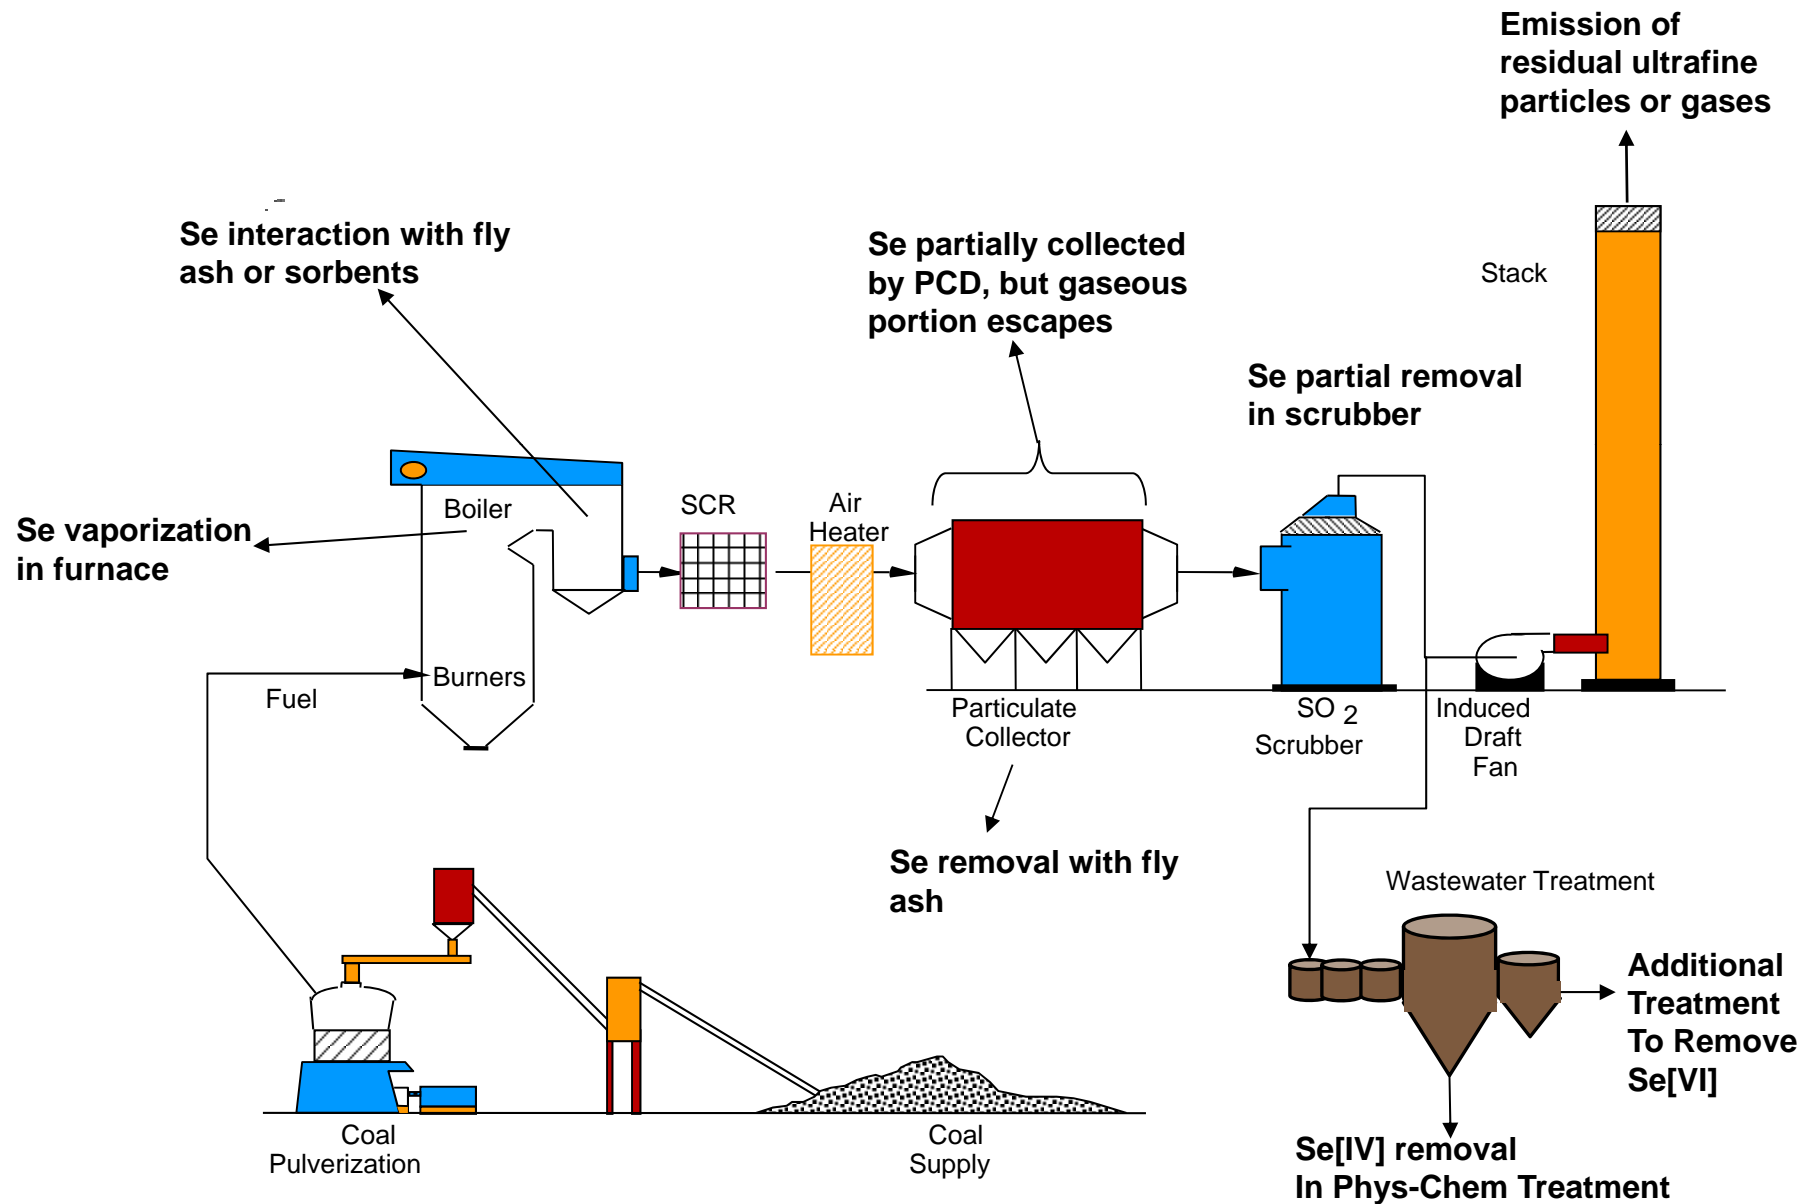 Emission of
residual ultrafine
particles or gases
Se interaction with fly
ash or sorbents
Se partially collected
by PCD, but gaseous
portion escapes
Stack
Se partial removal
in scrubber
Se vaporization
in furnace
Boiler
SCR
Air
Heater
Burners
Fuel
Particulate
Collector
SO 2
Scrubber
Induced
Draft
Fan
Se removal with fly
ash
Wastewater Treatment
Additional
Treatment
To Remove
Se[VI]
Coal
Pulverization
Coal
Supply
Se[IV] removal
In Phys-Chem Treatment